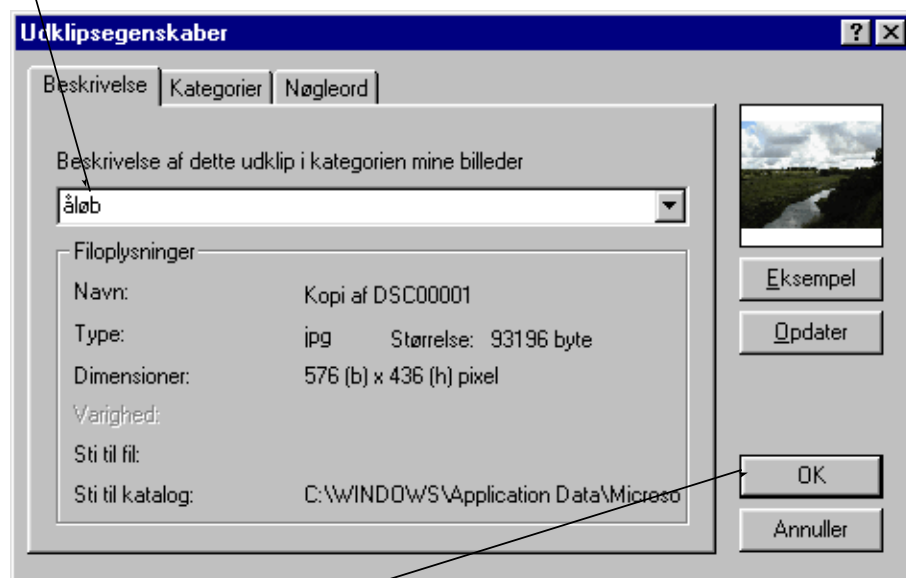 Udklipsegenskaber
Beskrivelse Kategorier Nøgleord
Beskrivelse af dette udklip i kategorien mine billeder
åløb
Filoplysninger
Navn: Kopi af DSC00001
Type: jpg Størrelse: 93196 byte
Dimensioner: 576 (b) x 436 (h) pixel
Varighed:
Sti til fil:
Sti til katalog: C:\WINDOWS\Application Data\Microso
Eksempel
Opdater
OK
Annuller